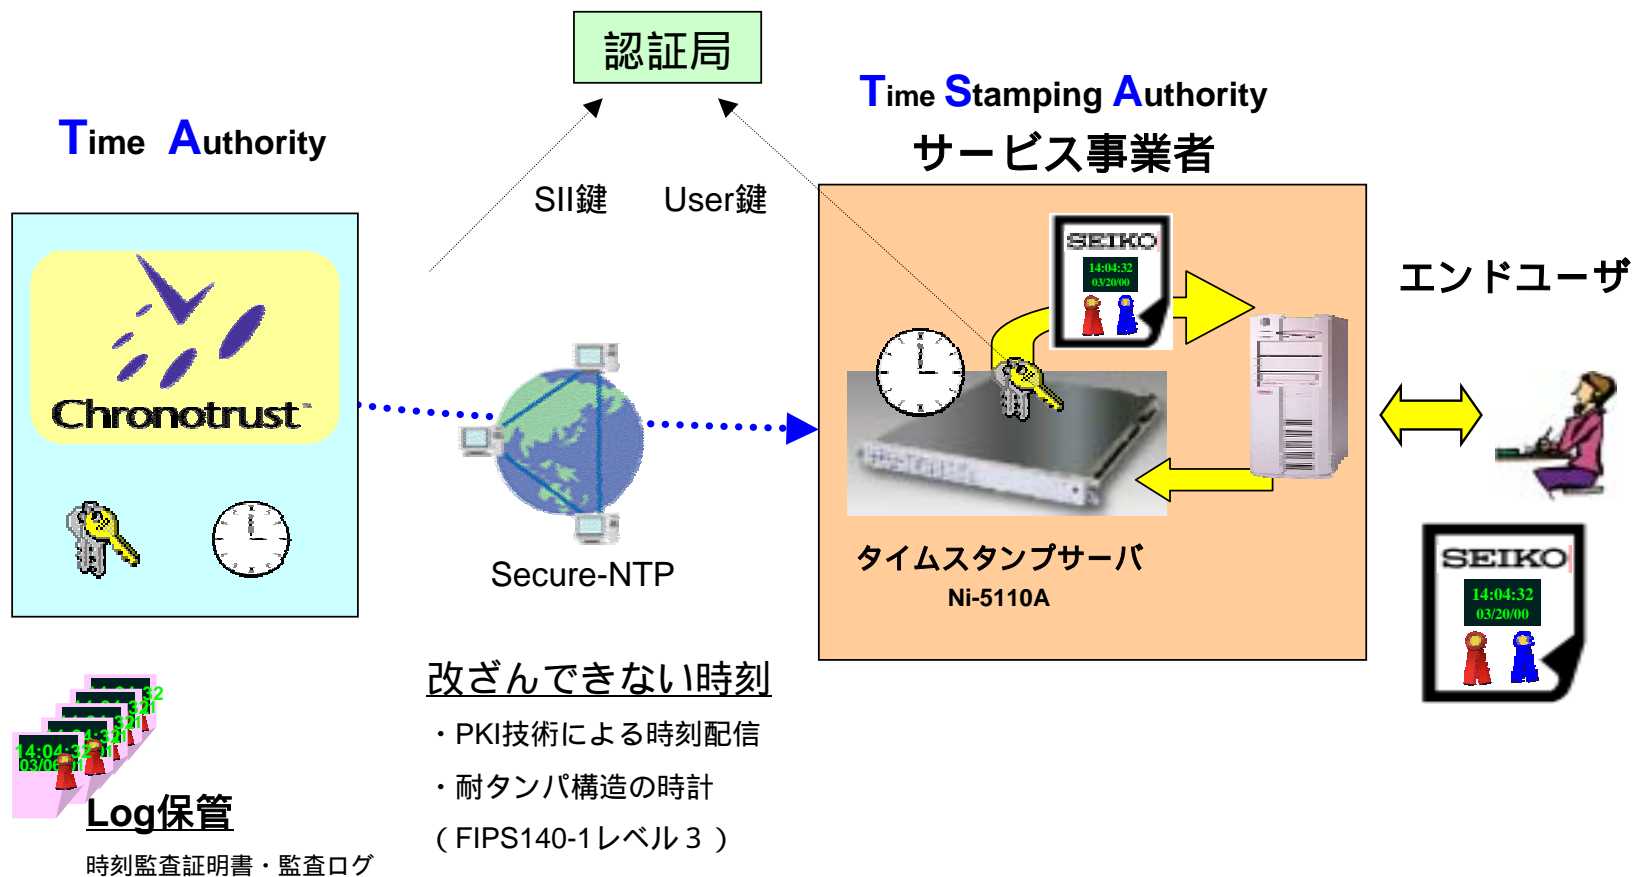 認証局
Time Stamping Authority
サービス事業者
Time Authority
SII鍵 User鍵
SEIKO
14:04:32
03/20/00
エンドユーザ
Chronotrust
Secure-NTP
タイムスタンプサーバ
Ni-5110A
SEIKO
14:04:32
03/20/00
改ざんできない時刻
・PKI技術による時刻配信
・耐タンパ構造の時計
（FIPS140-1レベル３）
14:04:32
Log保管
時刻監査証明書・監査ログ